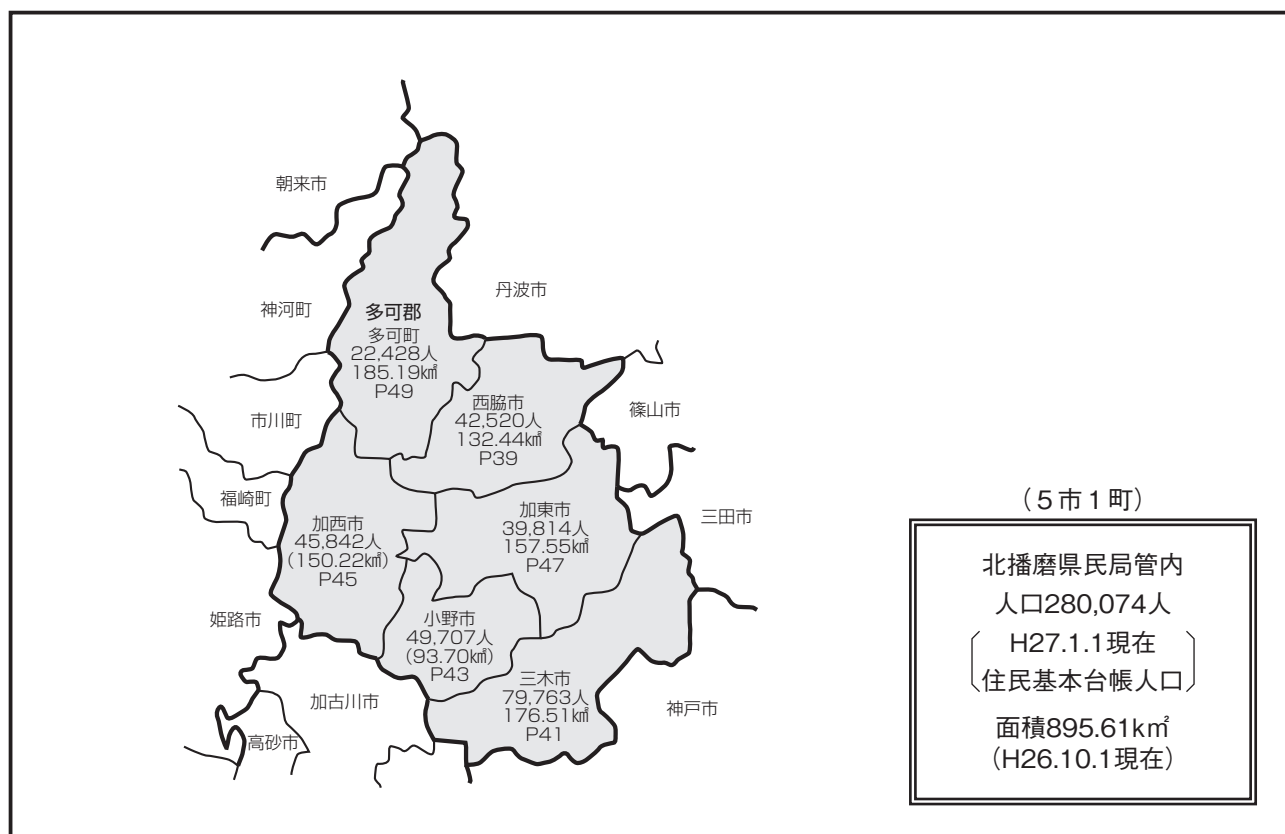 朝来市
神河町
丹波市
多可郡
多可町
22,428人
185.19㎢
P49
市川町
西脇市
42,520人
132.44㎢
P39
篠山市
福崎町
加西市
45,842人
(150.22㎢)
P45
加東市
39,814人
157.55㎢
P47
三田市
姫路市
小野市
49,707人
(93.70㎢)
P43
加古川市
三木市
79,763人
176.51㎢
P41
神戸市
高砂市
（5市1町）
北播磨県民局管内
人口280,074人
H27.1.1現在
住民基本台帳人口
面積895.61k㎡
(H26.10.1現在)